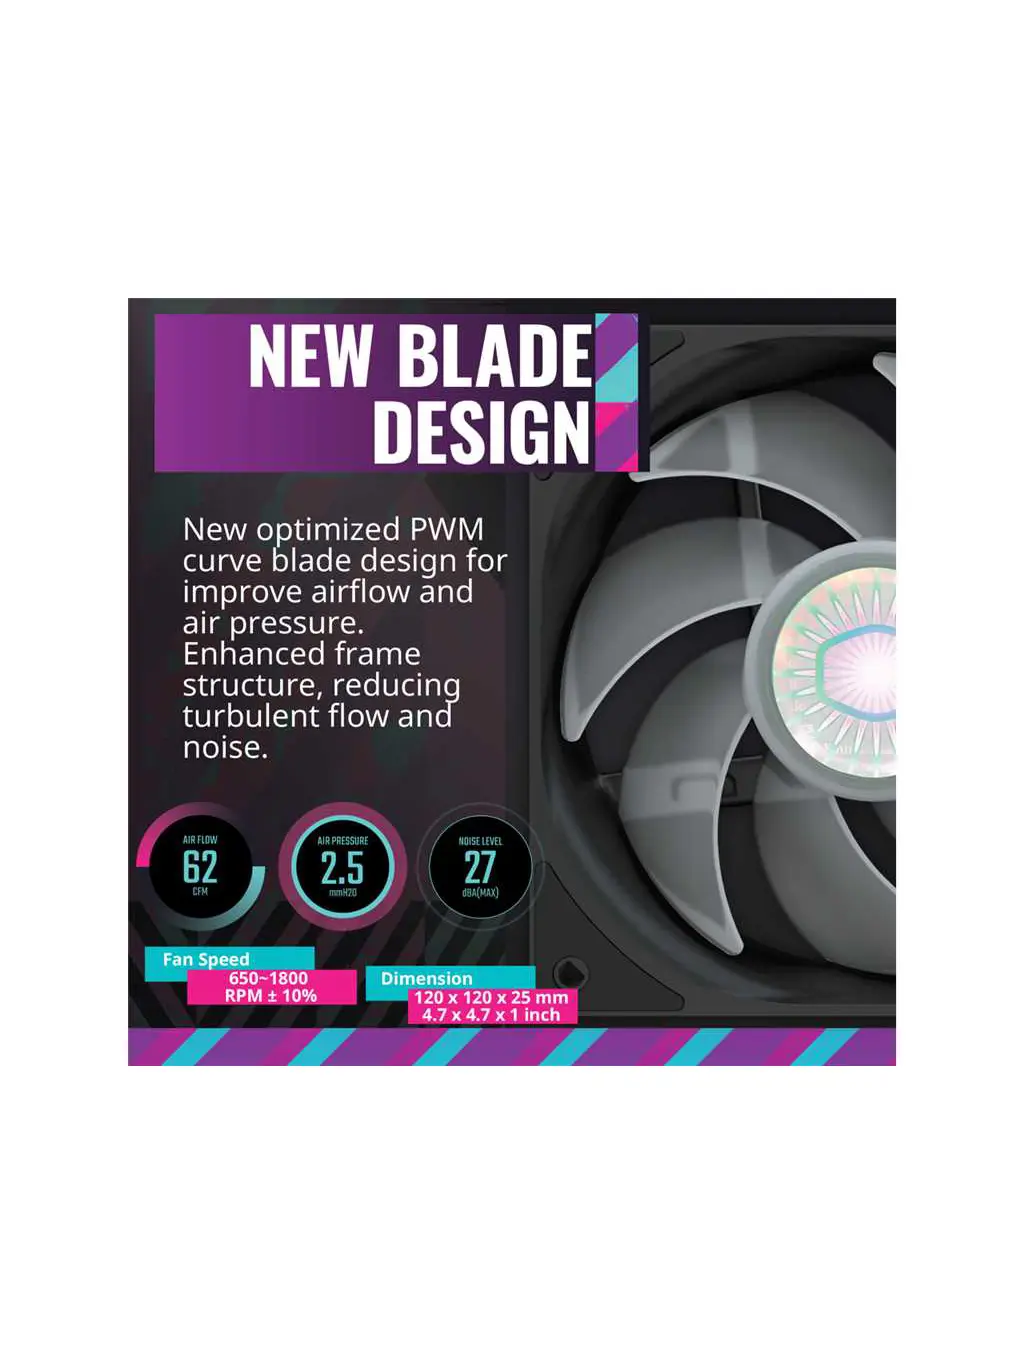 NEW BLADE
DESIGN
New optimized PWM
curve blade design for
improve airflow and
air pressure.
Enhanced frame
structure, reducing
turbulent flow and
noise.
AIR FLOW
62
CFM
AIR PRESSURE
2.5
mmH2O
NOISE LEVEL
27
dBA(MAX)
Fan Speed
650~1800
RPM ± 10%
Dimension
120 x 120 x 25 mm
4.7 x 4.7 x 1 inch